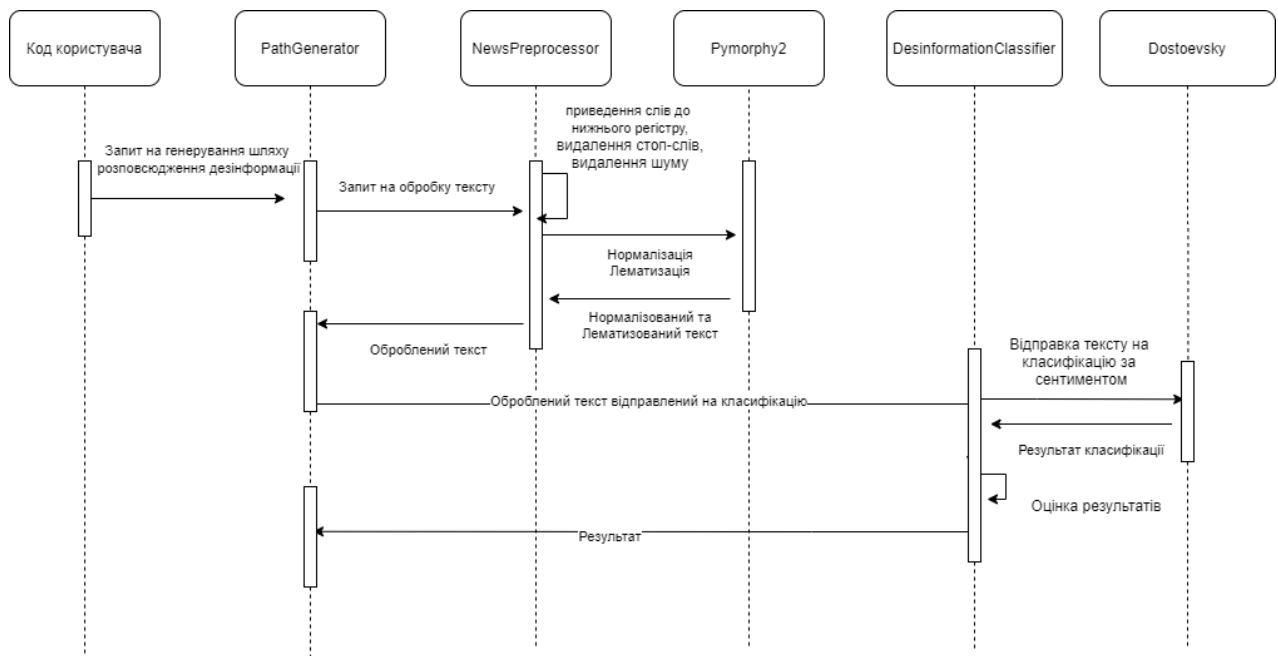 Код користувача
PathGenerator
NewsPreprocessor
Pymorphy2
DesinformationClassifier
Dostoevsky
приведення слів до
нижнього регістру,
видалення стоп-слів,
видалення шуму
Запит на генерування шляху
розповсюдження дезінформації
Запит на обробку тексту
Нормалізація
Лематизація
Нормалізований та
Лематизований текст
Оброблений текст
Відправка тексту на
класифікацію за
сентиментом
Оброблений текст відправлений на класифікацію
Результат класифікації
Оцінка результатів
Результат